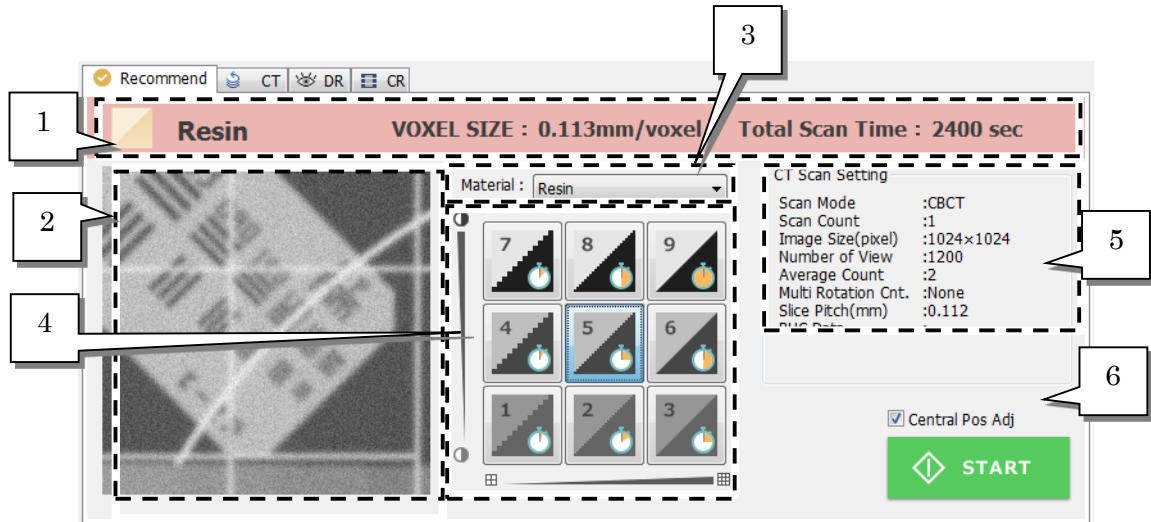 3
Recommend CT DR CR
1
Resin VOXEL SIZE : 0.113mm/voxel Total Scan Time : 2400 sec
2
Material : Resin
CT Scan Setting
Scan Mode :CBCT
Scan Count :1
Image Size(pixel) :1024×1024
Number of View :1200
Average Count :2
Multi Rotation Cnt. :None
Slice Pitch(mm) :0.112
5
7 8 9
4
4 5 6
1 2 3
6
Central Pos Adj
START